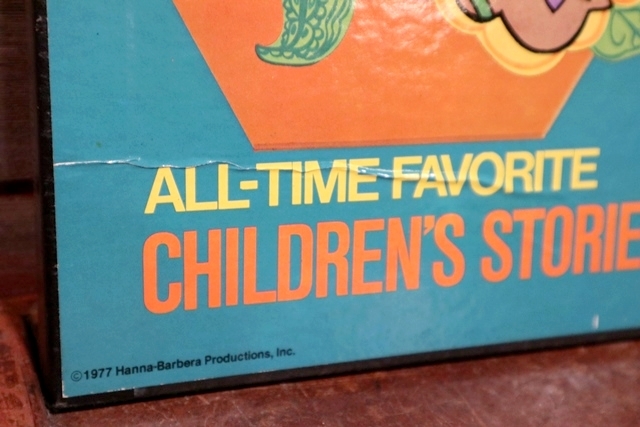 ALL-TIME FAVORITE
CHILDREN'S STORIE
©1977 Hanna-Barbera Productions, Inc.